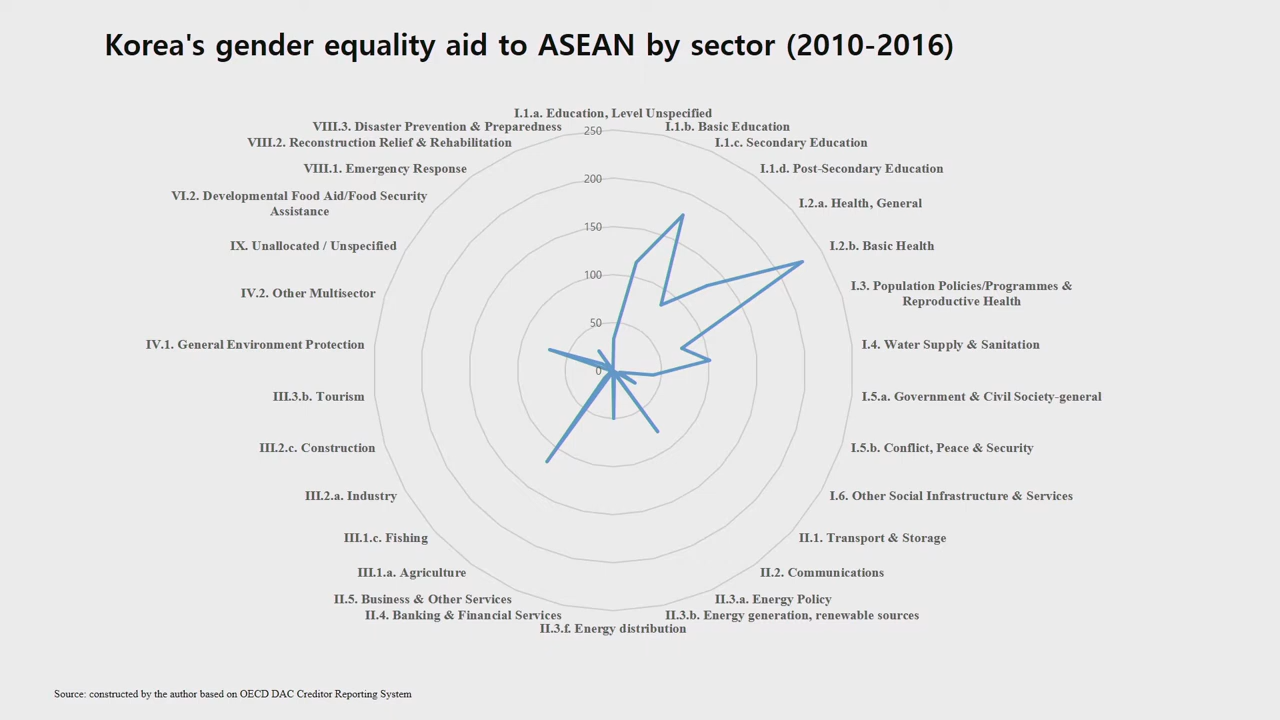 Korea's gender equality aid to ASEAN by sector (2010-2016)
I.1.a. Education, Level Unspecified
I.1.b. Basic Education
I.1.c. Secondary Education
I.1.d. Post-Secondary Education
I.2.a. Health, General
I.2.b. Basic Health
I.3. Population Policies/Programmes &
Reproductive Health
I.4. Water Supply & Sanitation
I.5.a. Government & Civil Society-general
I.5.b. Conflict, Peace & Security
I.6. Other Social Infrastructure & Services
II.1. Transport & Storage
II.2. Communications
II.3.a. Energy Policy
II.3.b. Energy generation, renewable sources
II.3.f. Energy distribution
II.4. Banking & Financial Services
II.5. Business & Other Services
III.1.a. Agriculture
III.1.c. Fishing
III.2.a. Industry
III.2.c. Construction
III.3.b. Tourism
IV.1. General Environment Protection
IV.2. Other Multisector
IX. Unallocated / Unspecified
VI.2. Developmental Food Aid/Food Security
Assistance
VIII.1. Emergency Response
VIII.2. Reconstruction Relief & Rehabilitation
VIII.3. Disaster Prevention & Preparedness
250
200
150
100
50
0
Source: constructed by the author based on OECD DAC Creditor Reporting System